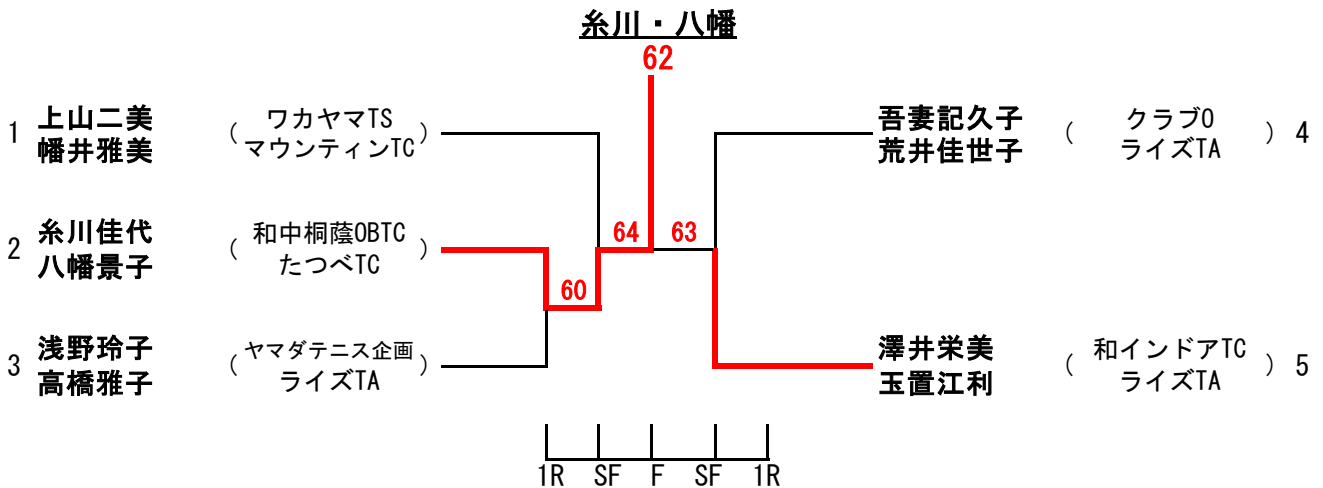 糸川・八幡
62
1 上山二美 ( ワカヤマTS )
幡井雅美 マウンティンTC
吾妻記久子 ( クラブO ) 4
荒井佳世子 ライズTA
2 糸川佳代 ( 和中桐蔭OBTC )
八幡景子 たつべTC
64 63
60
3 浅野玲子 ( ヤマダテニス企画 )
高橋雅子 ライズTA
澤井栄美 ( 和インドアTC ) 5
玉置江利 ライズTA
1R SF F SF 1R